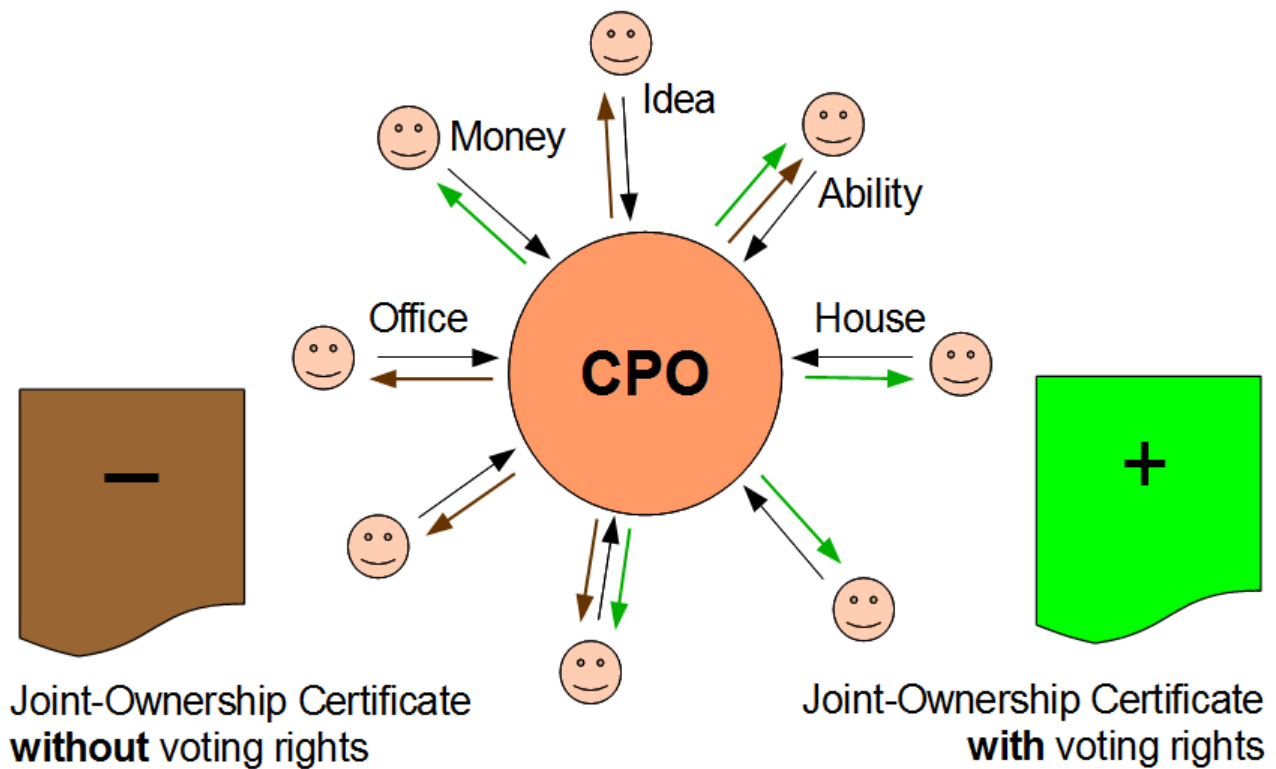 Idea
Money
Ability
Office
House
CPO
–
+
Joint-Ownership Certificate
without voting rights
Joint-Ownership Certificate
with voting rights